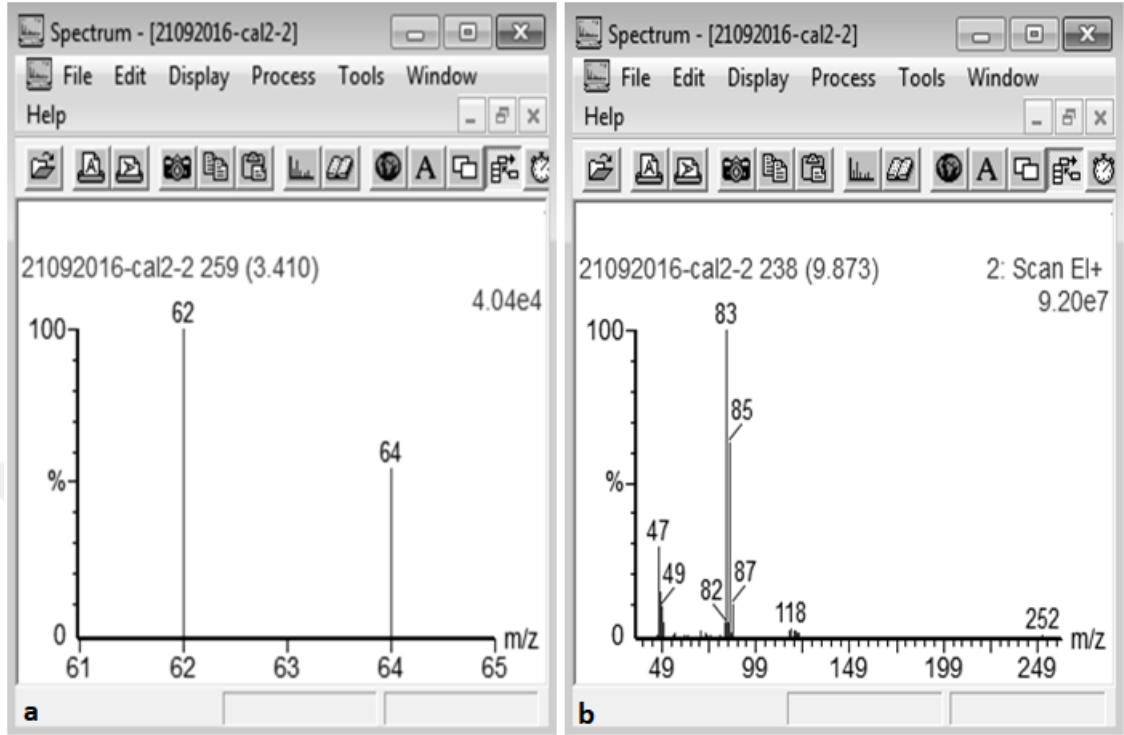 Spectrum - [21092016-cal2-2]
File Edit Display Process Tools Window
Help
A
21092016-cal2-2 259 (3.410)
4.04e4
62
100
64
%
0
m/z
61 62 63 64 65
a
Spectrum - [21092016-cal2-2]
File Edit Display Process Tools Window
Help
A
21092016-cal2-2 238 (9.873) 2: Scan EI+
9.20e7
83
100
85
%
47
49
82
87
118
252
0
m/z
49 99 149 199 249
b